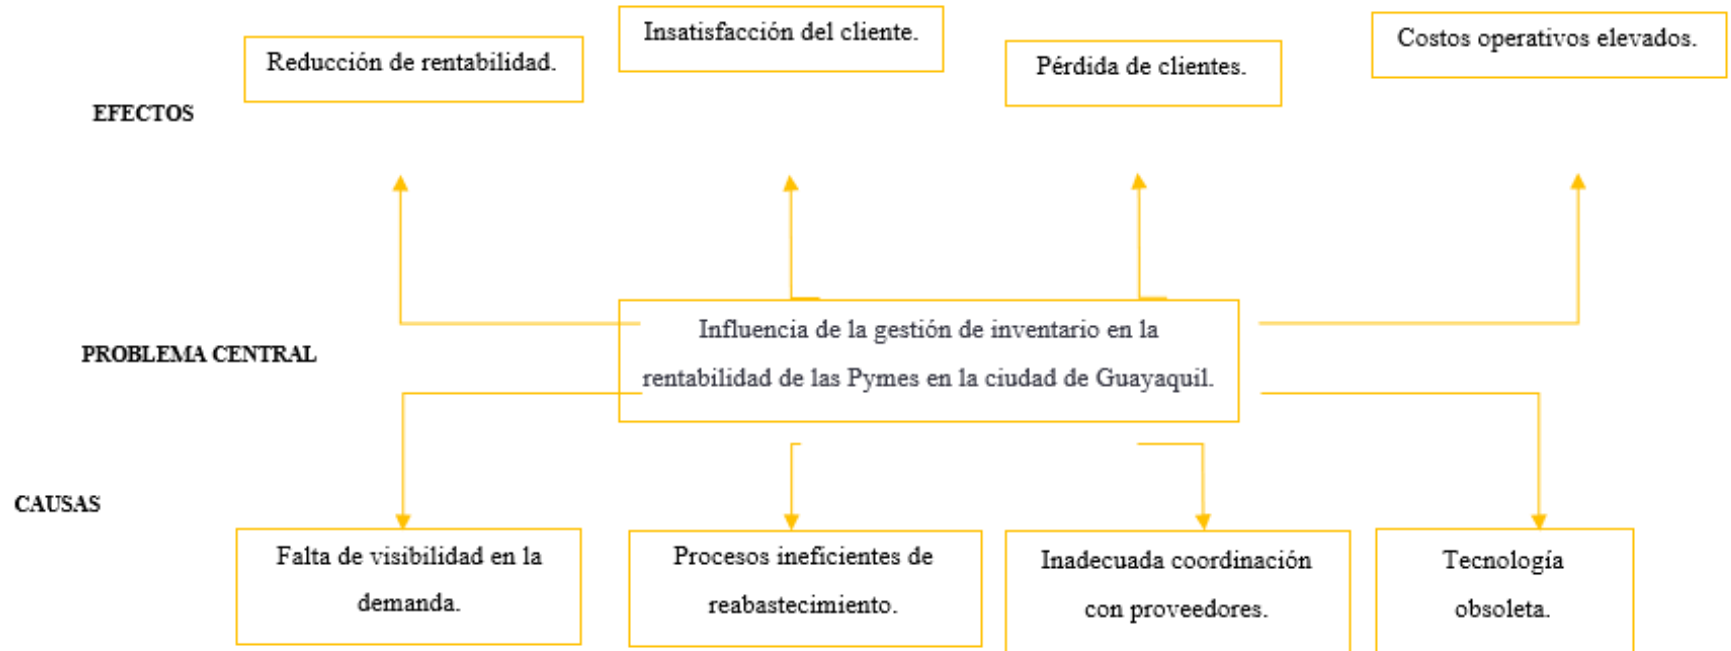 Reducción de rentabilidad.
Insatisfacción del cliente.
Pérdida de clientes.
Costos operativos elevados.
EFECTOS
PROBLEMA CENTRAL
Influencia de la gestión de inventario en la
rentabilidad de las Pymes en la ciudad de Guayaquil.
CAUSAS
Falta de visibilidad en la
demanda.
Procesos ineficientes de
reabastecimiento.
Inadecuada coordinación
con proveedores.
Tecnología
obsoleta.